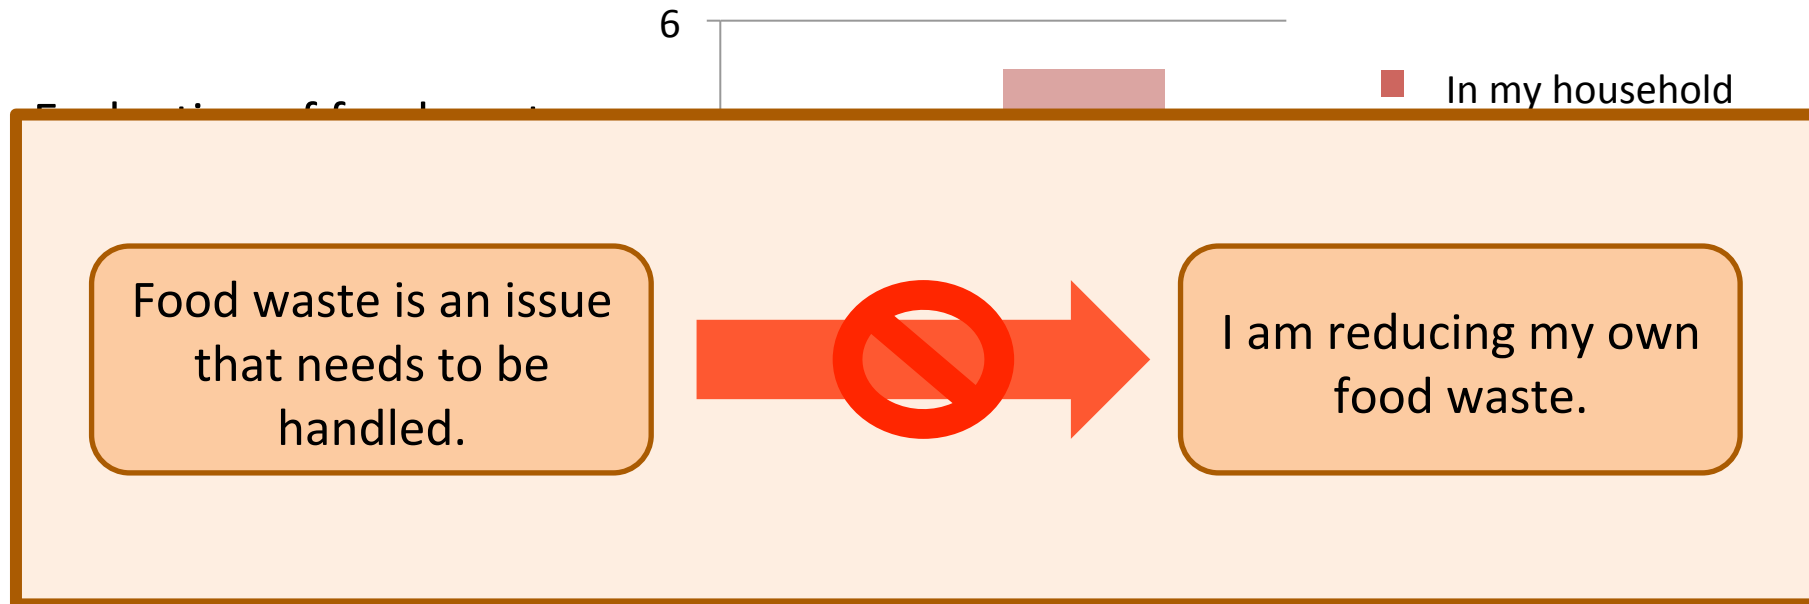 6
In my household
Food waste is an issue
that needs to be
handled.
I am reducing my own
food waste.